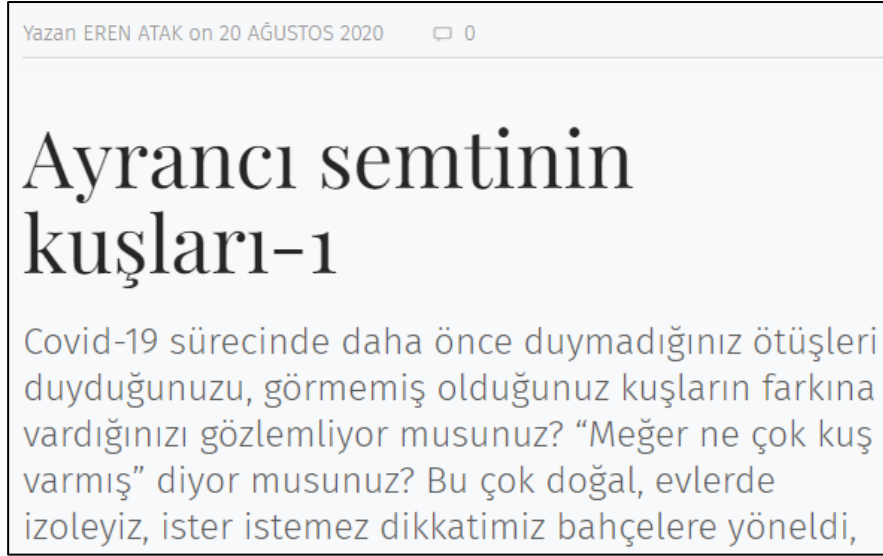 Yazan EREN ATAK on 20 AĞUSTOS 2020 0
Ayrancı semtinin
kuşları-1
Covid-19 sürecinde daha önce duymadığınız ötüşleri
duyduğunuzu, görmemiş olduğunuz kuşların farkına
vardığınızı gözlemliyor musunuz? “Meğer ne çok kuş
varmış” diyor musunuz? Bu çok doğal, evlerde
izoleyiz, ister istemez dikkatimiz bahçelere yöneldi,